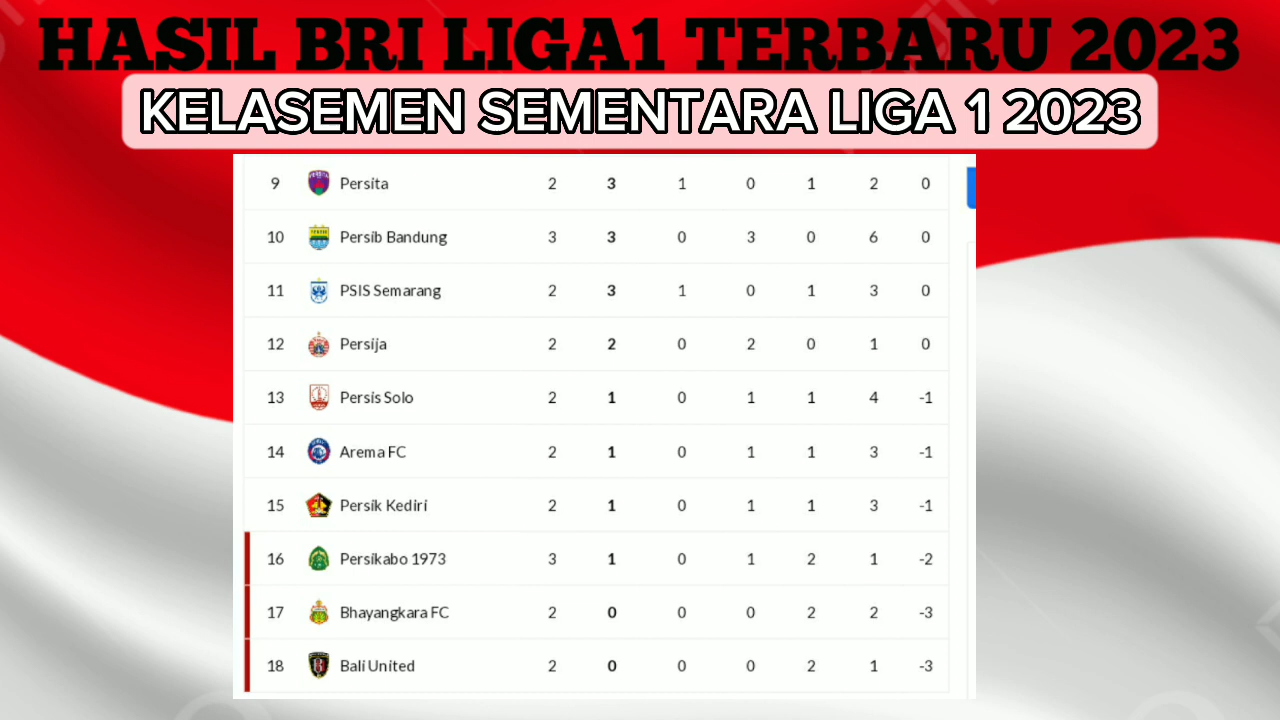 HASIL BRI LIGA1 TERBARU 2023
KELASEMEN SEMENTARA LIGA 1 2023
9 Persita 2 3 1 0 1 2 0
10 Persib Bandung 3 3 0 3 0 6 0
11 PSIS Semarang 2 3 1 0 1 3 0
12 Persija 2 2 0 2 0 1 0
13 Persis Solo 2 1 0 1 1 4 -1
14 Arema FC 2 1 0 1 1 3 -1
15 Persik Kediri 2 1 0 1 1 3 -1
16 Persikabo 1973 3 1 0 1 2 1 -2
17 Bhayangkara FC 2 0 0 0 2 2 -3
18 Bali United 2 0 0 0 2 1 -3